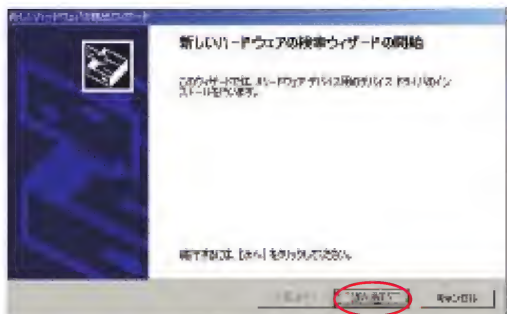 新しいハードウェアの検索ウィザードの開始
このウィザードでは、ハードウェア デバイス用のデバイス ドライバのイン
ストールを行います。
続行するには、[次へ] をクリックしてください。
キャンセル